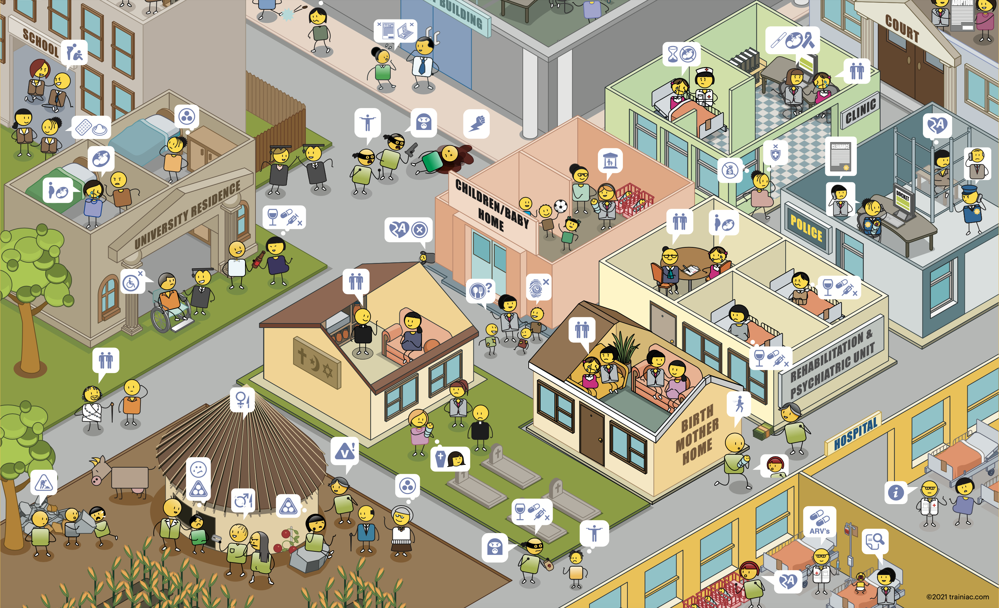 BUILDING
ADOPTION
COURT
SCHOOL
BIRTH
CLINIC
CLEARANCE
A
$
DOCKET
POLICE
CHILDREN/BABY
HOME
UNIVERSITY RESIDENCE
A
?
REHABILITATION &
PSYCHIATRIC UNIT
BIRTH
MOTHER
HOME
HOSPITAL
V!
i
ARV's
A
©2021 trainiac.com